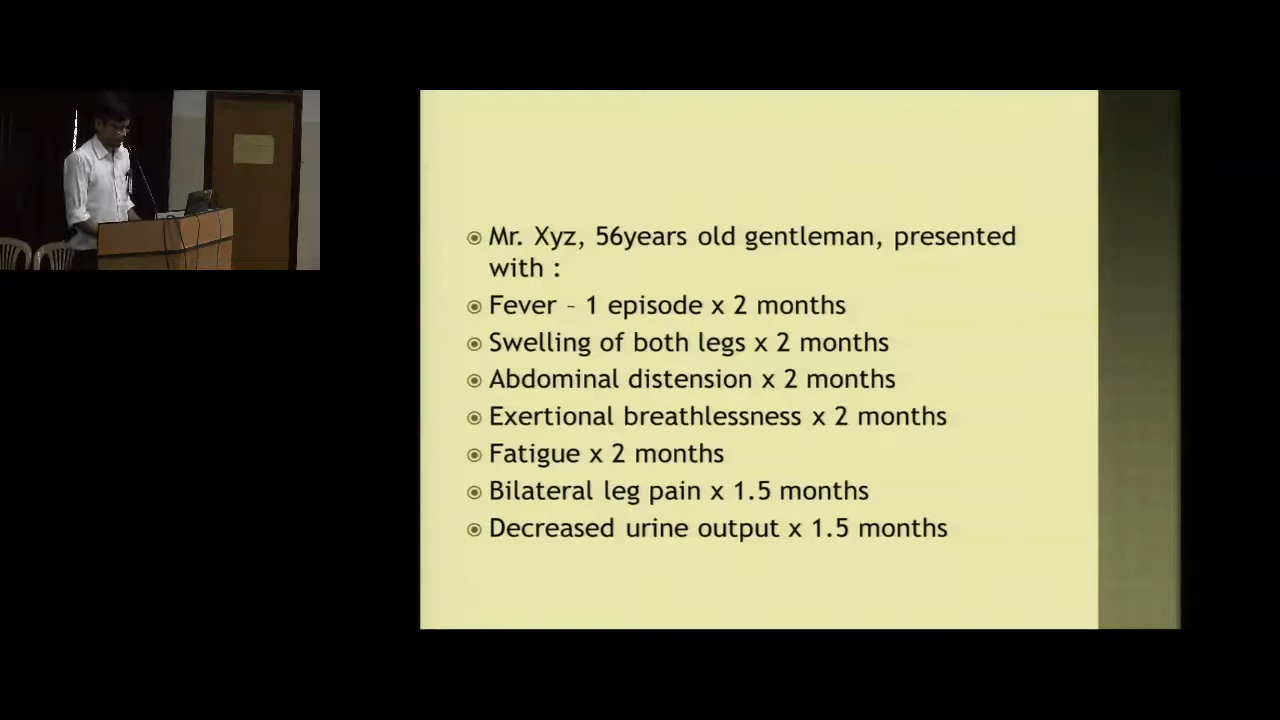 Mr. Xyz, 56years old gentleman, presented
with :
Fever – 1 episode x 2 months
Swelling of both legs x 2 months
Abdominal distension x 2 months
Exertional breathlessness x 2 months
Fatigue x 2 months
Bilateral leg pain x 1.5 months
Decreased urine output x 1.5 months